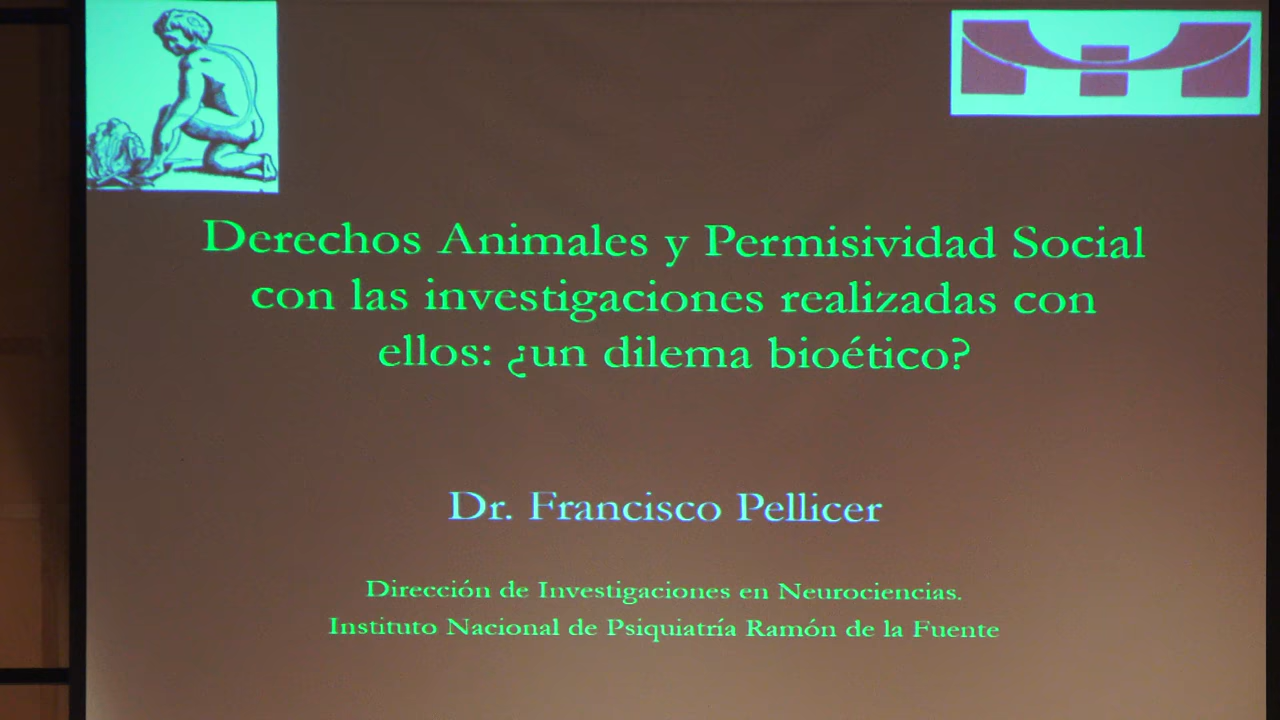 Derechos Animales y Permisividad Social
con las investigaciones realizadas con
ellos: ¿un dilema bioético?
Dr. Francisco Pellicer
Dirección de Investigaciones en Neurociencias.
Instituto Nacional de Psiquiatría Ramón de la Fuente